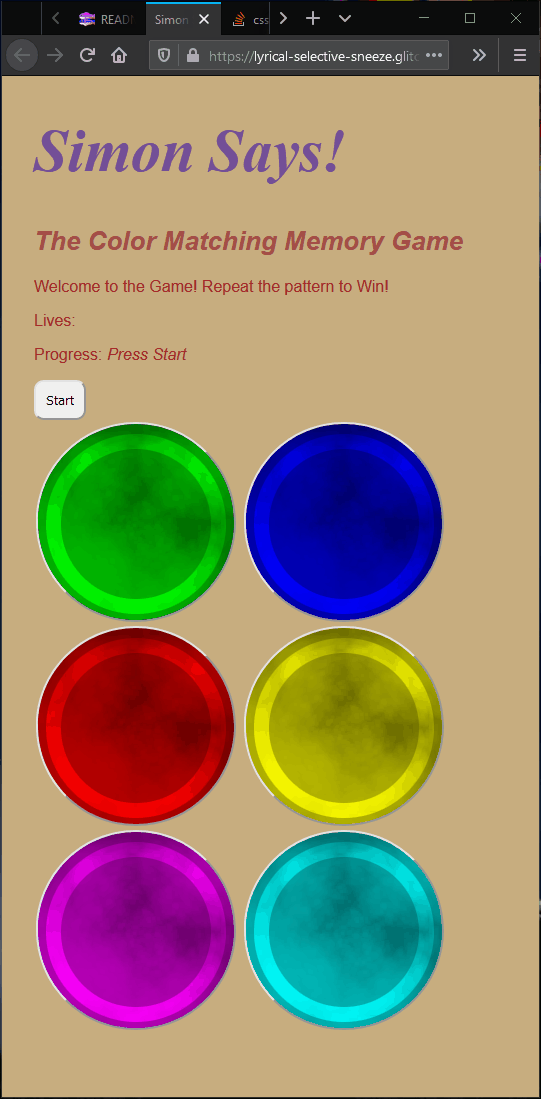 READ
Simon
css
https://lyrical-selective-sneeze.glitc
Simon Says!
The Color Matching Memory Game
Welcome to the Game! Repeat the pattern to Win!
Lives:
Progress: Press Start
Start